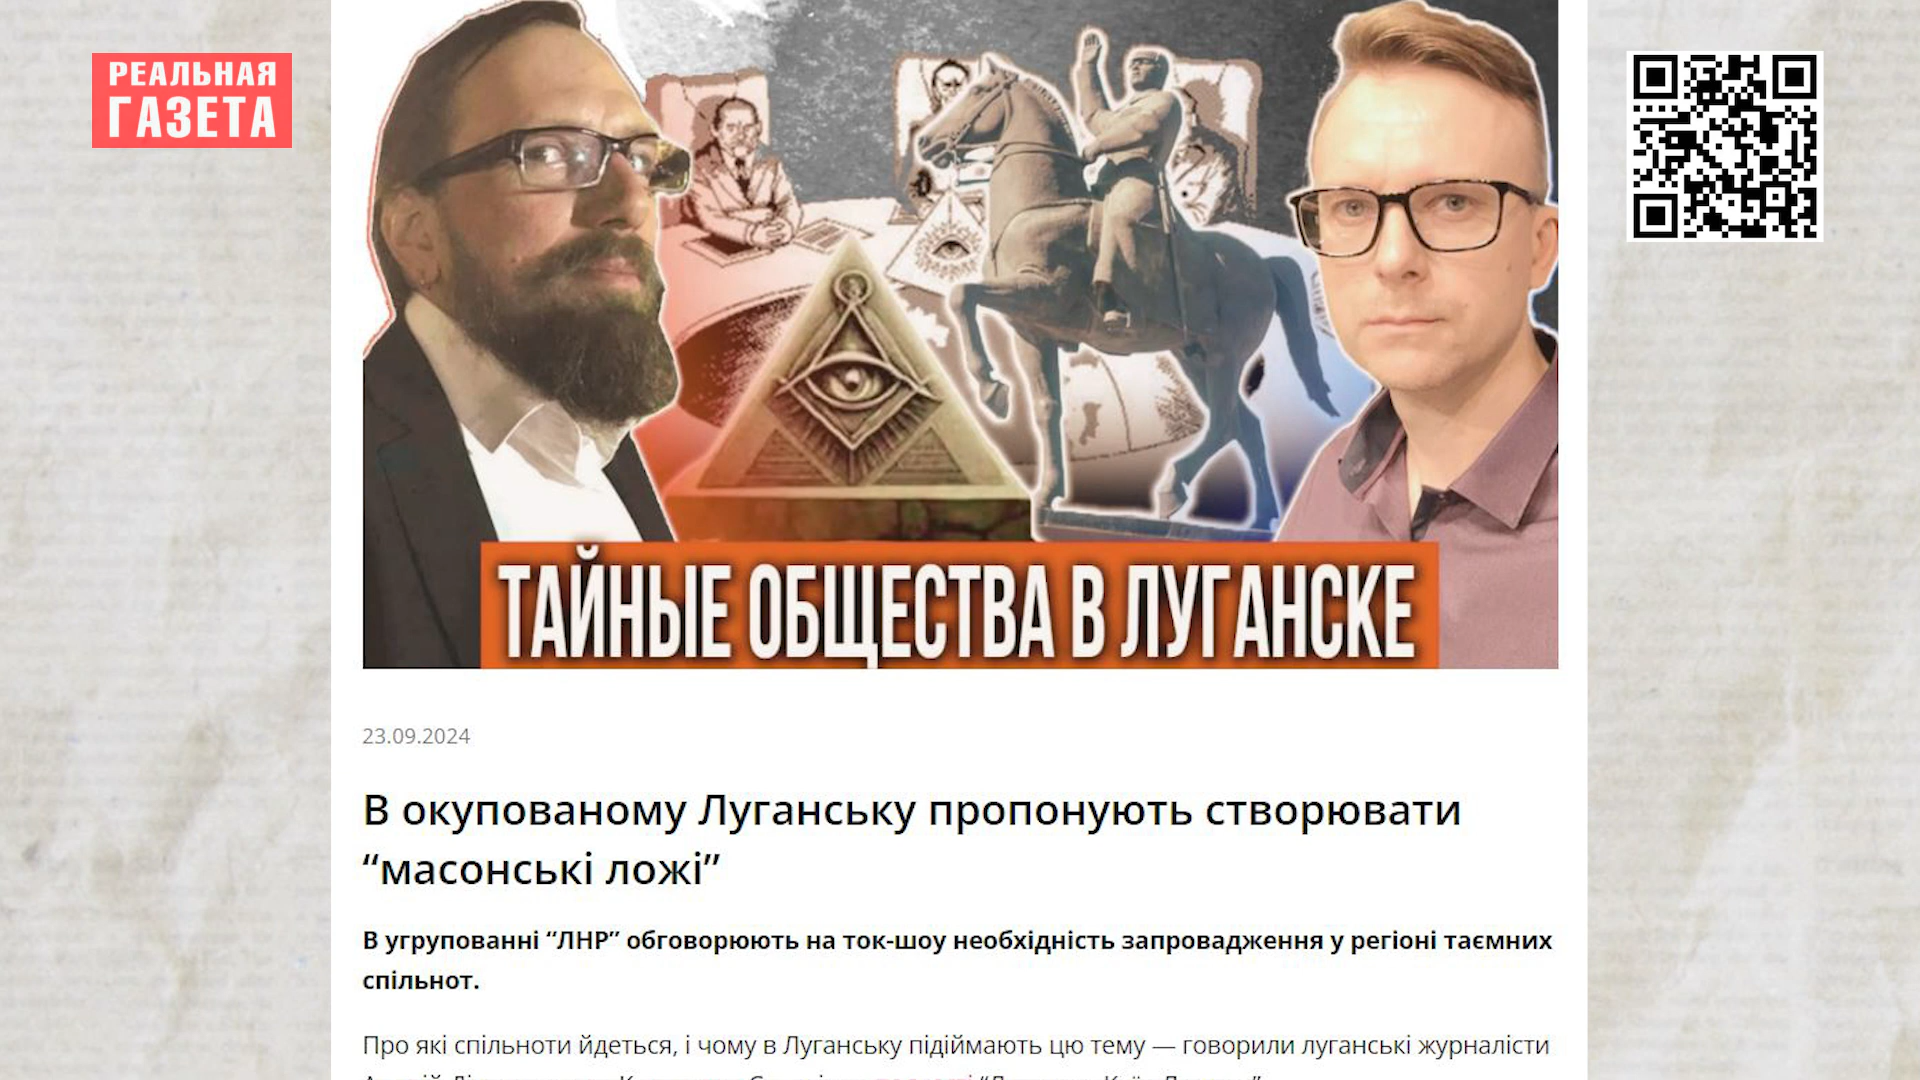 РЕАЛЬНАЯ
ГАЗЕТА
ТАЙНЫЕ ОБЩЕСТВА В ЛУГАНСКЕ
23.09.2024
В окупованому Луганську пропонують створювати
“масонські ложі”
В угрупованні “ЛНР” обговорюють на ток-шоу необхідність запровадження у регіоні таємних
спільнот.
Про які спільноти йдеться, і чому в Луганську підіймають цю тему — говорили луганські журналісти